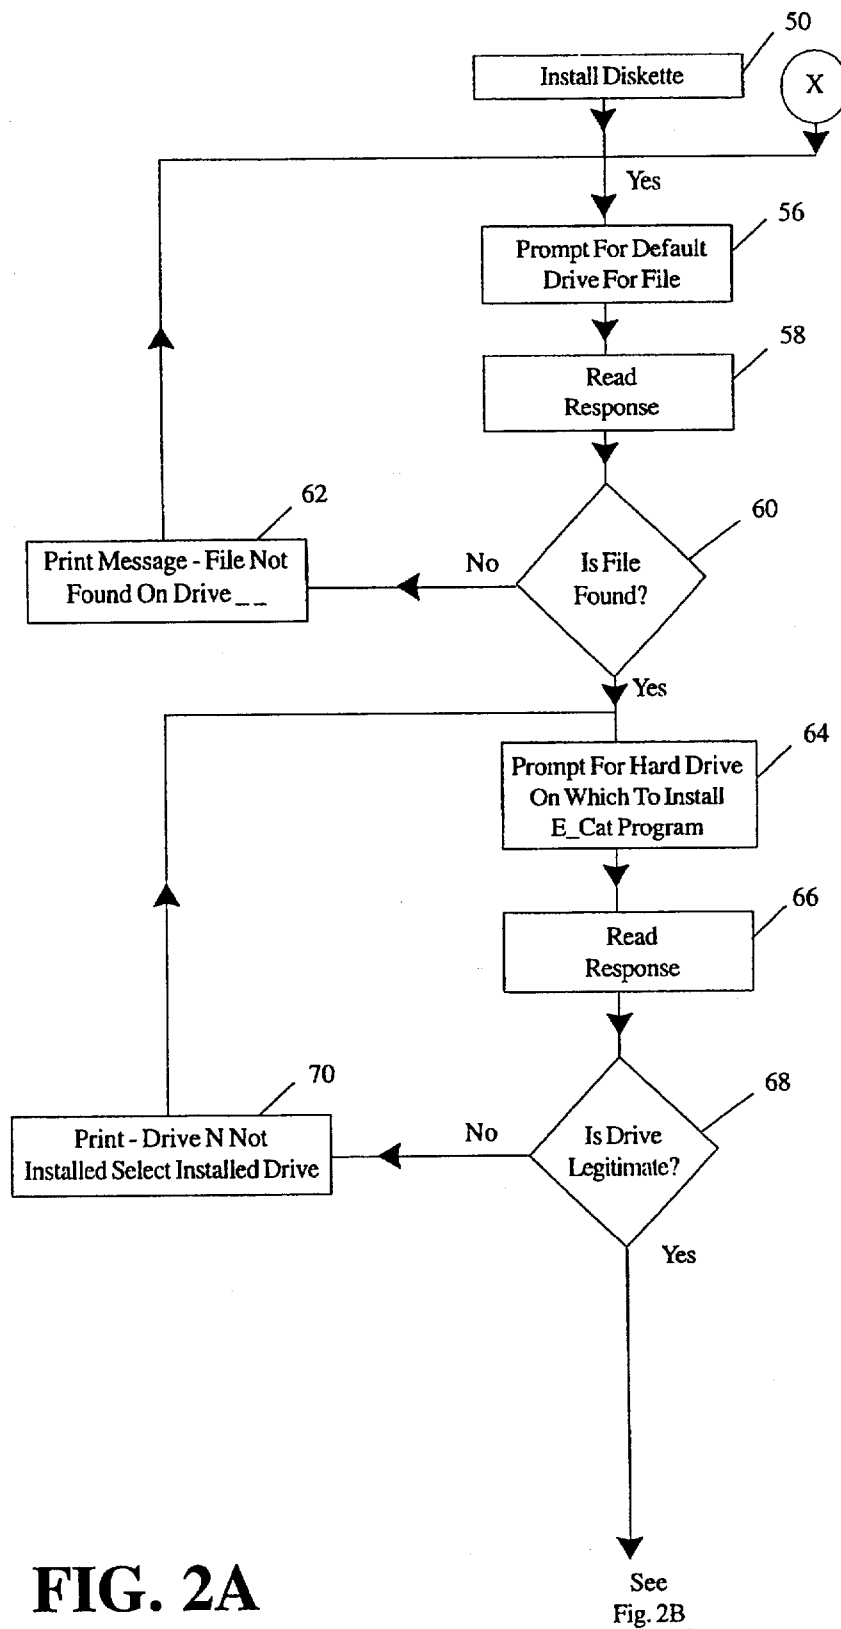 50
Install Diskette
X
Yes
56
Prompt For Default
Drive For File
58
Read
Response
62
60
Print Message - File Not
Found On Drive _ _
No
Is File
Found?
Yes
64
Prompt For Hard Drive
On Which To Install
E_Cat Program
66
Read
Response
70
68
Print - Drive N Not
Installed Select Installed Drive
No
Is Drive
Legitimate?
Yes
See
Fig. 2B
FIG. 2A